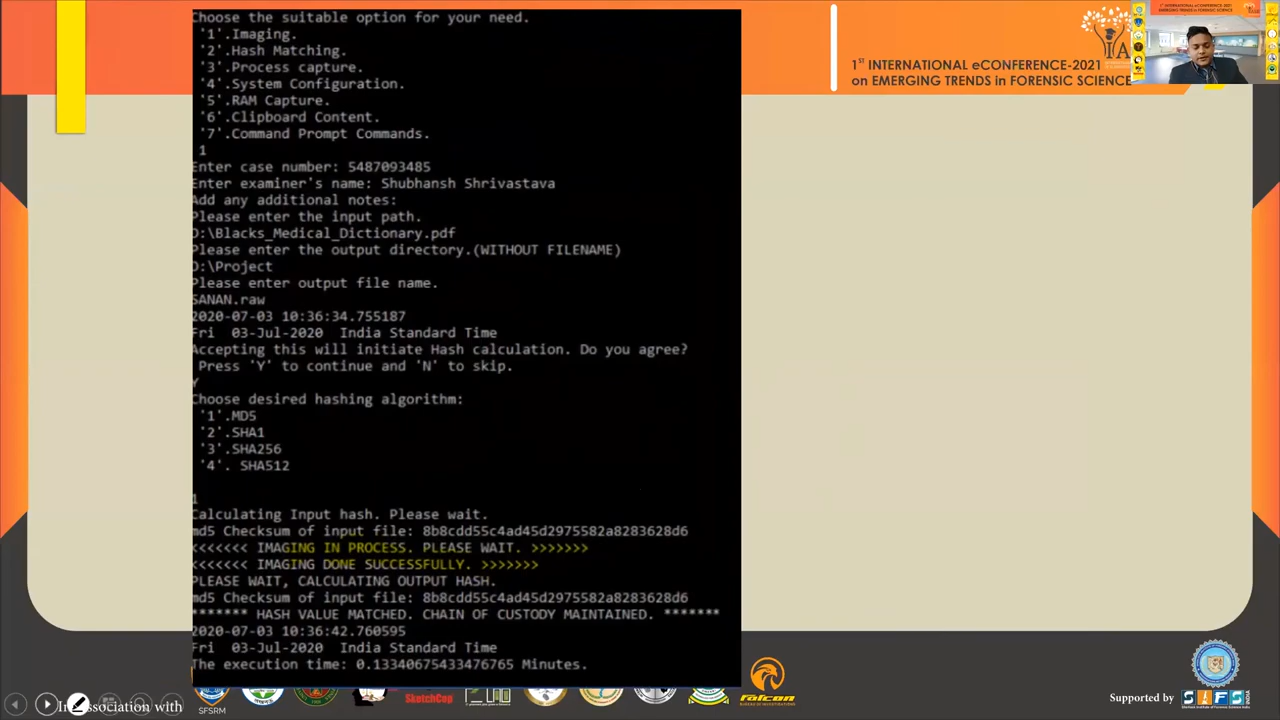 Choose the suitable option for your need.
'1'.Imaging.
'2'.Hash Matching.
'3'.Process capture.
'4'.System Configuration.
'5'.RAM Capture.
'6'.Clipboard Content.
'7'.Command Prompt Commands.
1
Enter case number: 5487093485
Enter examiner's name: Shubhansh Shrivastava
Add any additional notes:
Please enter the input path.
D:\Blacks_Medical_Dictionary.pdf
Please enter the output directory.(WITHOUT FILENAME)
D:\Project
Please enter output file name.
SANAN.raw
2020-07-03 10:36:34.755187
Fri 03-Jul-2020 India Standard Time
Accepting this will initiate Hash calculation. Do you agree?
Press 'Y' to continue and 'N' to skip.
Y
Choose desired hashing algorithm:
'1'.MD5
'2'.SHA1
'3'.SHA256
'4'. SHA512
1
Calculating Input hash. Please wait.
md5 Checksum of input file: 8b8cdd55c4ad45d2975582a8283628d6
<<<<<<< IMAGING IN PROCESS. PLEASE WAIT. >>>>>>>
<<<<<<< IMAGING DONE SUCCESSFULLY. >>>>>>>
PLEASE WAIT, CALCULATING OUTPUT HASH.
md5 Checksum of input file: 8b8cdd55c4ad45d2975582a8283628d6
******* HASH VALUE MATCHED. CHAIN OF CUSTODY MAINTAINED. *******
2020-07-03 10:36:42.760595
Fri 03-Jul-2020 India Standard Time
The execution time: 0.13340675433476765 Minutes.
1ST INTERNATIONAL eCONFERENCE-2021
on EMERGING TRENDS in FORENSIC SCIENCE
In association with
SFSRM
SketchCop
falcon
BUREAU OF INVESTIGATIONS
Supported by
SIFS